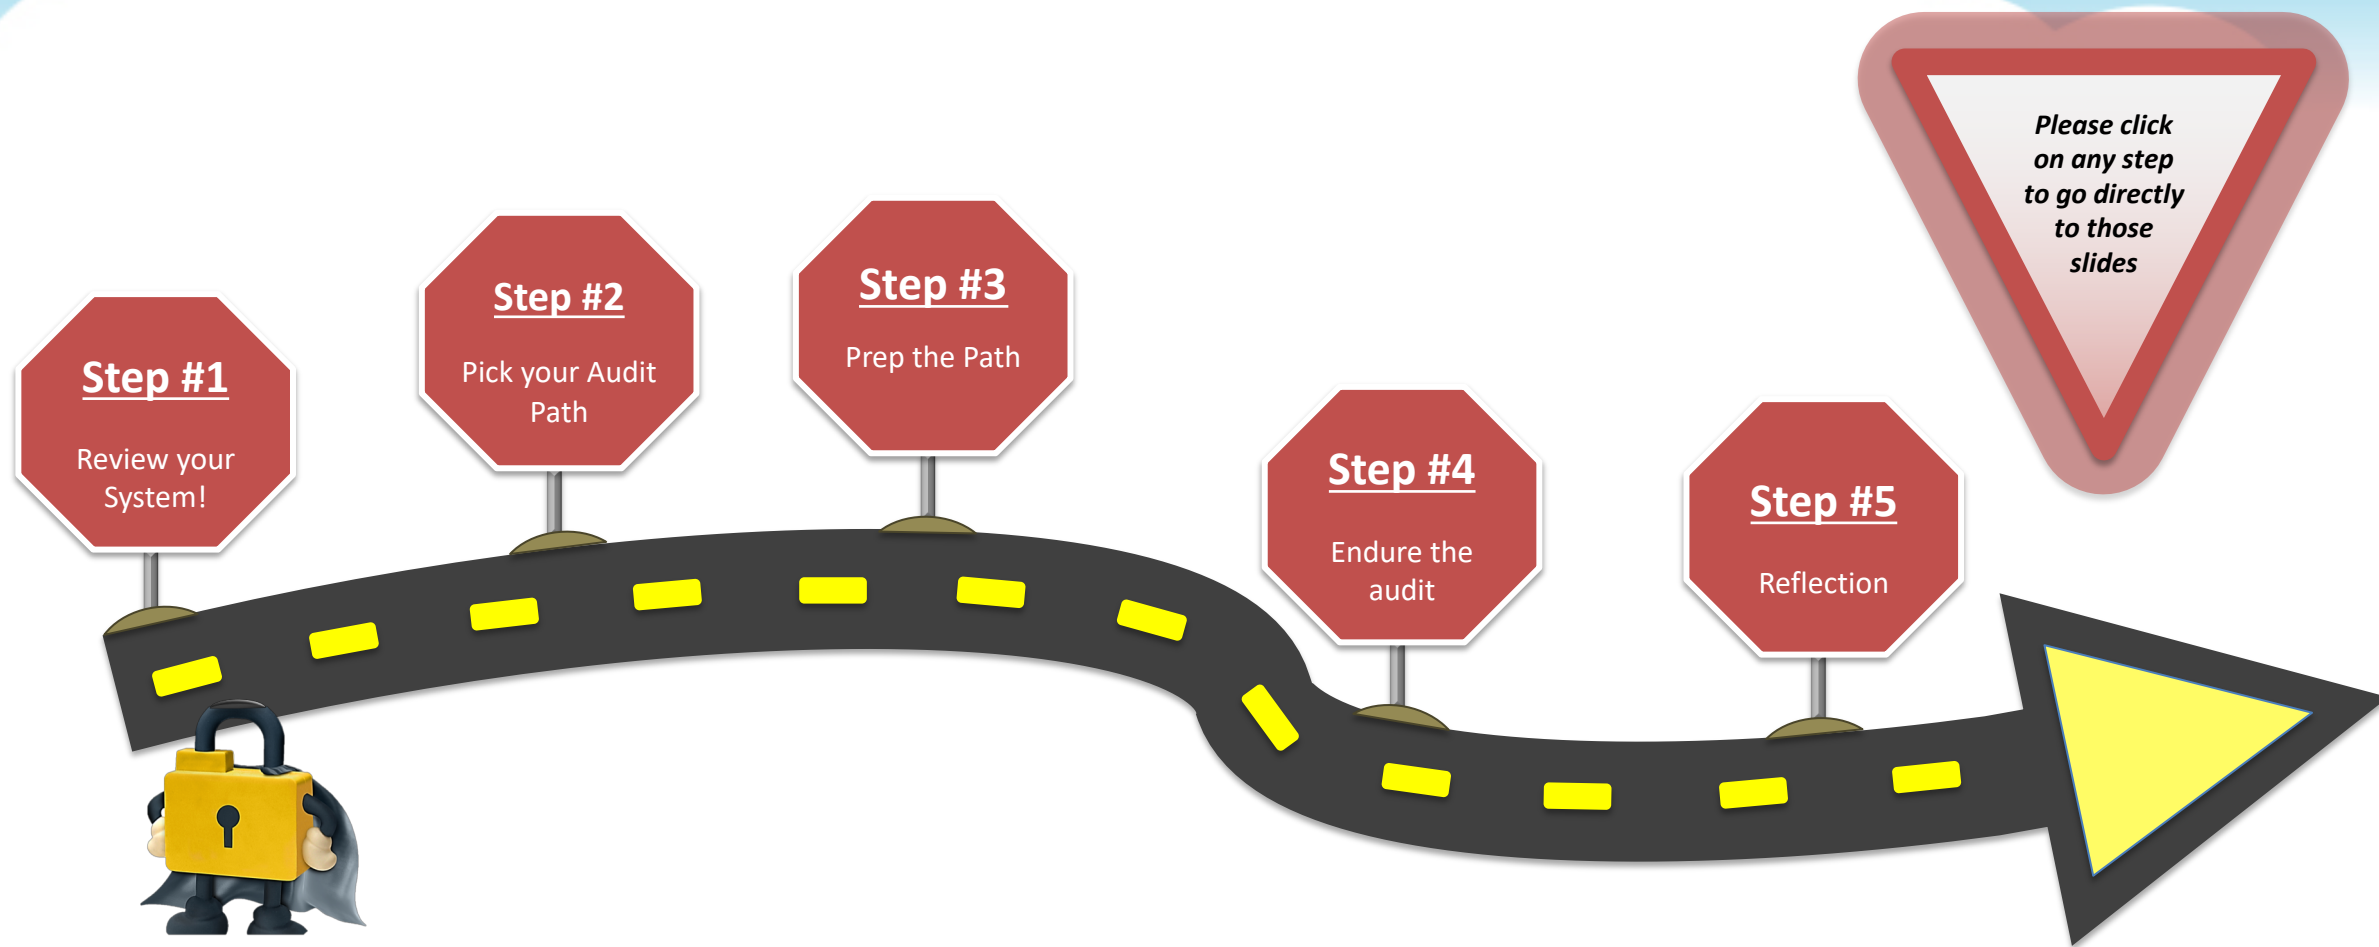 Step #1
Review your
System!
Step #2
Pick your Audit
Path
Step #3
Prep the Path
Step #4
Endure the
audit
Step #5
Reflection
Please click
on any step
to go directly
to those
slides